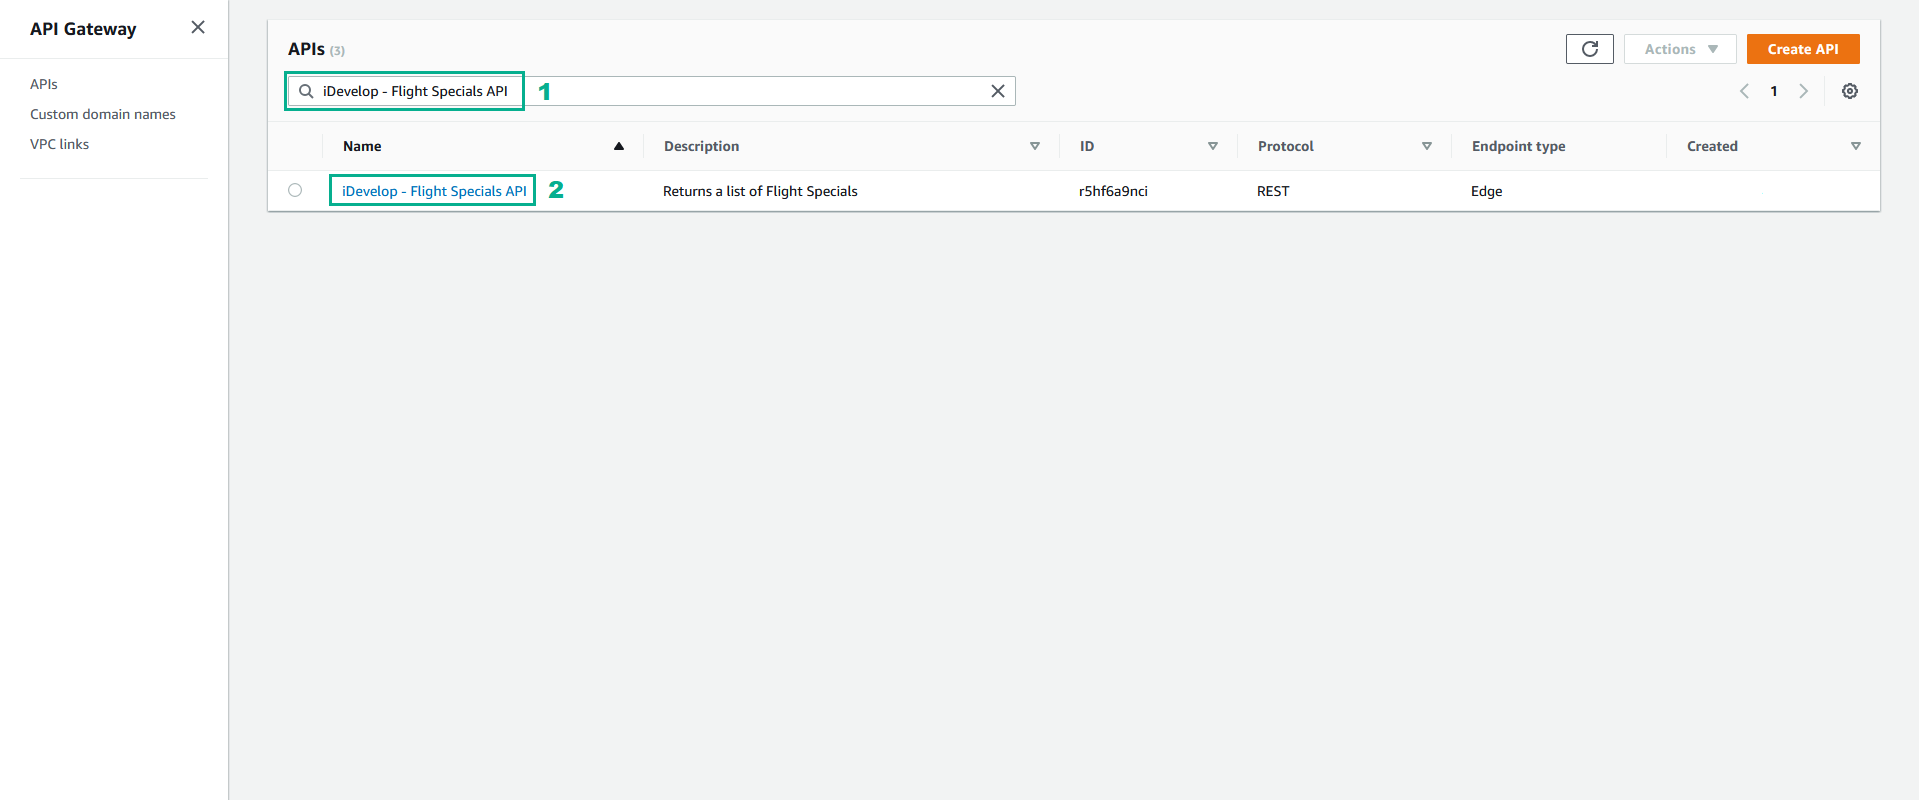 API Gateway
APIs
Custom domain names
VPC links
APIs (3)
Actions
Create API
iDevelop - Flight Specials API
1
1
Name Description ID Protocol Endpoint type Created
iDevelop - Flight Specials API 2 Returns a list of Flight Specials r5hf6a9nci REST Edge